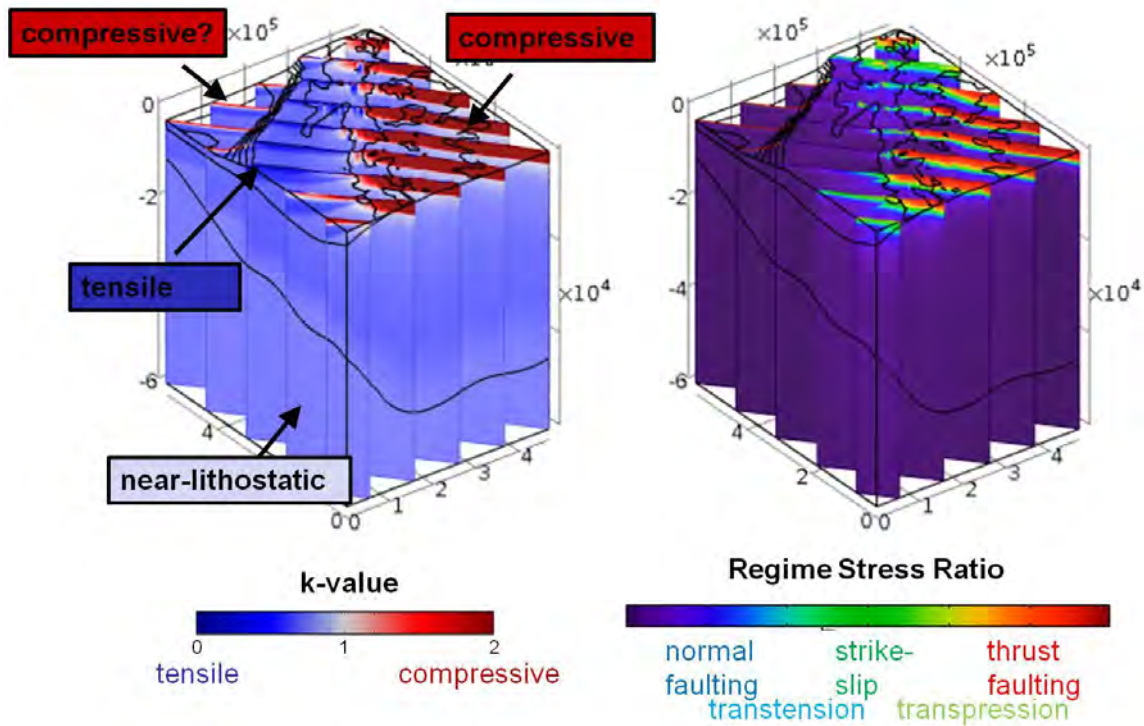 compressive?
×10⁵
compressive
×10⁵
×10⁵
0
-2
-4
-6
tensile
×10⁴
near-lithostatic
4
2
0 0
1
2
3
4
0
-2
-4
-6
×10⁴
4
2
0 0
1
2
3
4
k-value
0
1
2
tensile
compressive
Regime Stress Ratio
normal
faulting
strike-
slip
thrust
faulting
transtension
transpression